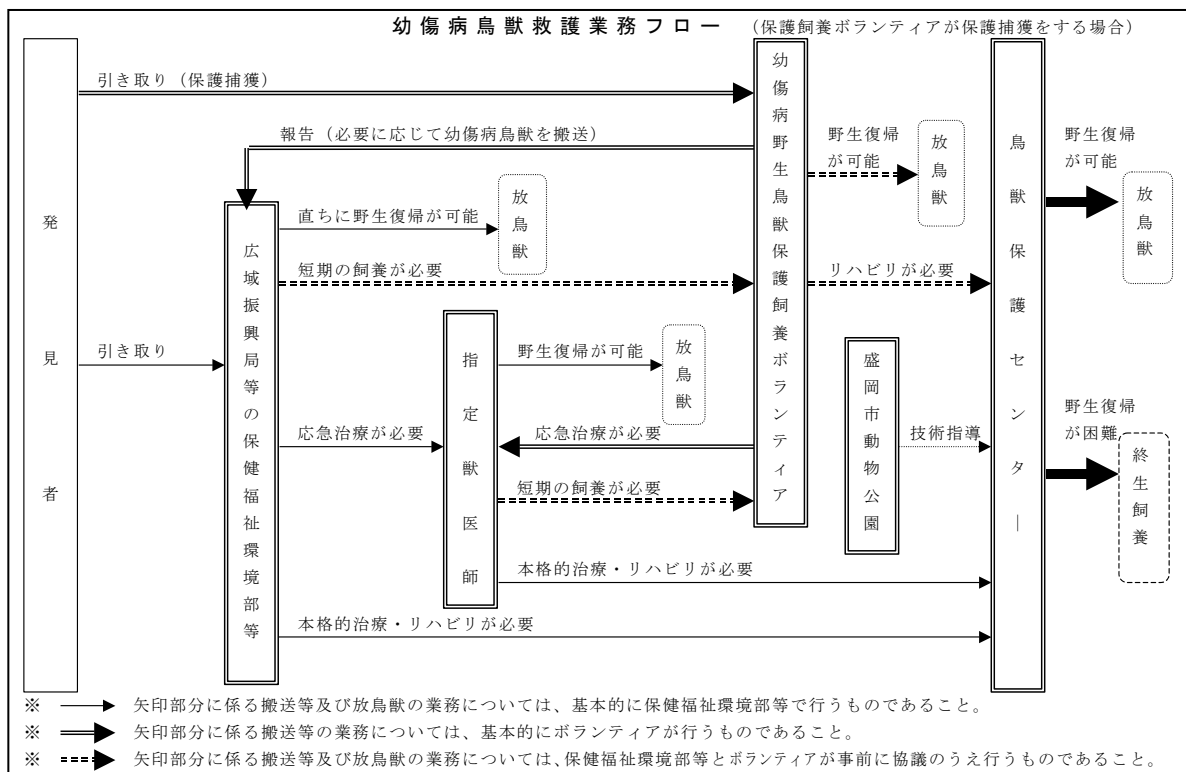 幼傷病鳥獣救護業務フロー (保護飼養ボランティアが保護捕獲をする場合)
発見者
引き取り（保護捕獲）
報告（必要に応じて幼傷病鳥獣を搬送）
引き取り
広域振興局等の保健福祉環境部等
直ちに野生復帰が可能
放鳥獣
短期の飼養が必要
応急治療が必要
本格的治療・リハビリが必要
指定獣医師
野生復帰が可能
放鳥獣
応急治療が必要
短期の飼養が必要
本格的治療・リハビリが必要
幼傷病野生鳥獣保護飼養ボランティア
野生復帰
が可能
放鳥獣
リハビリが必要
盛岡市動物公園
技術指導
鳥獣保護センター
野生復帰
が可能
放鳥獣
野生復帰
が困難
終生飼養
※ 矢印部分に係る搬送等及び放鳥獣の業務については、基本的に保健福祉環境部等で行うものであること。
※ 矢印部分に係る搬送等の業務については、基本的にボランティアが行うものであること。
※ 矢印部分に係る搬送等及び放鳥獣の業務については、保健福祉環境部等とボランティアが事前に協議のうえ行うものであること。